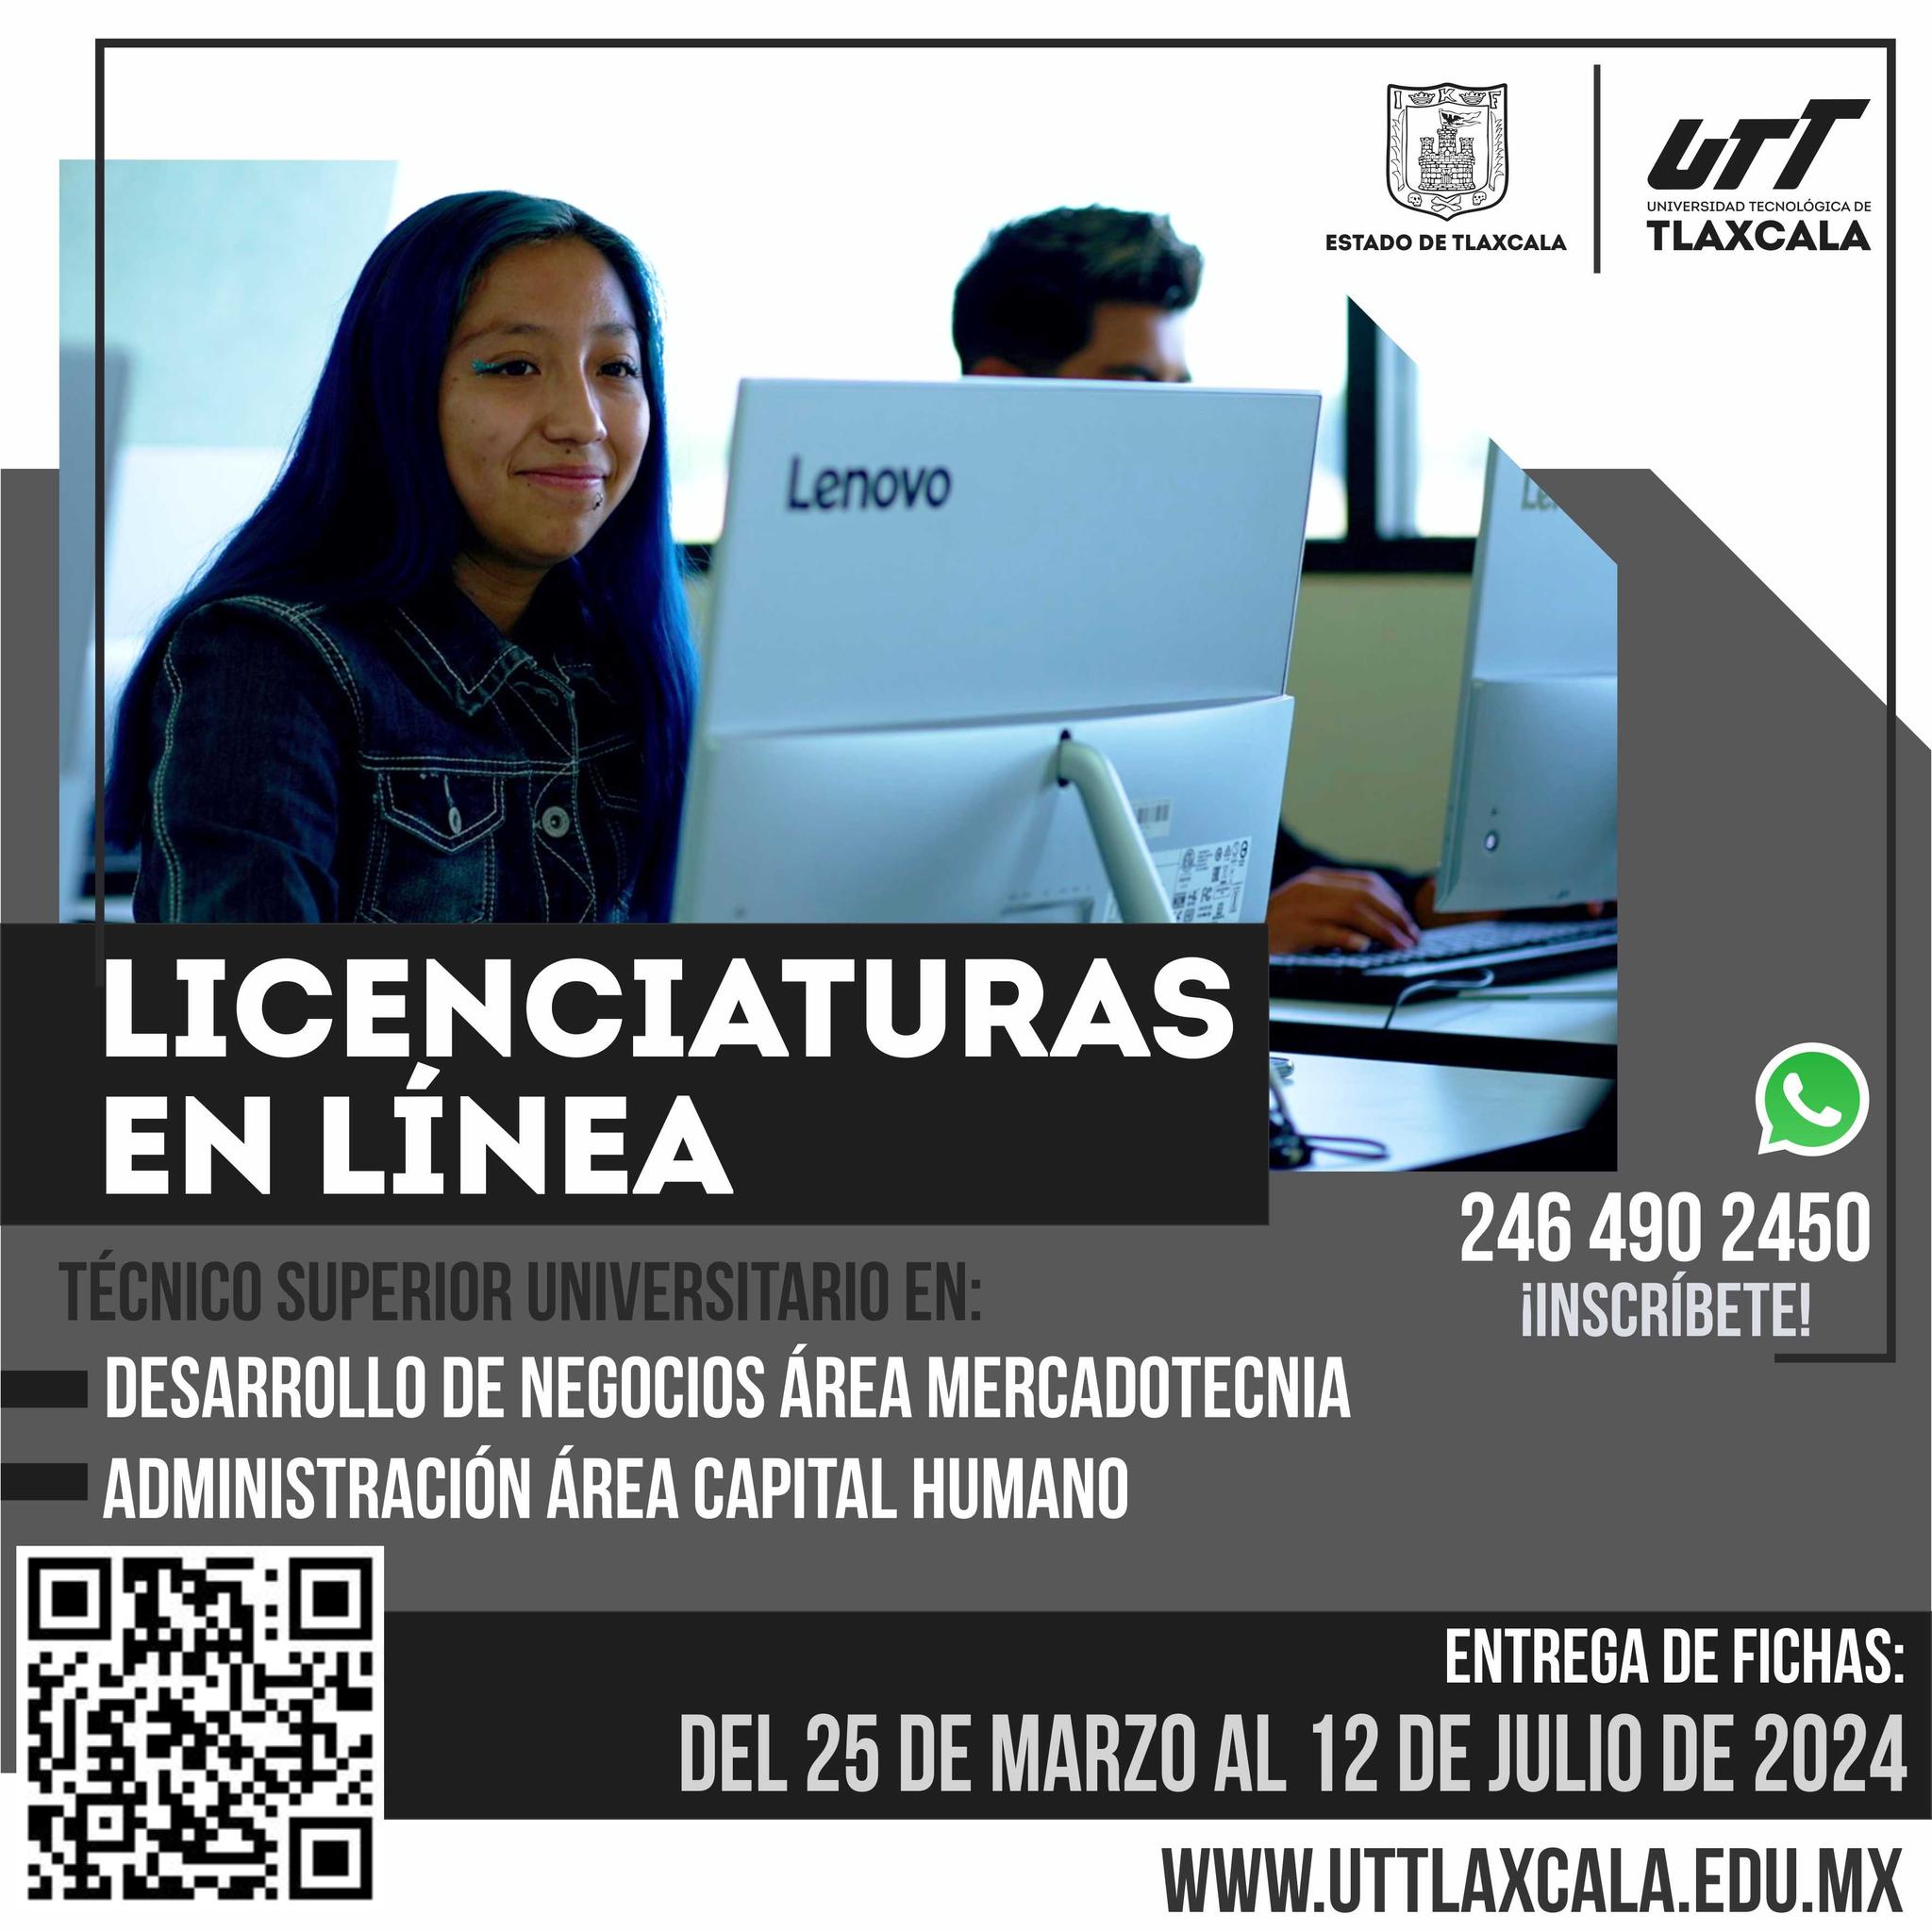 I K F
ESTADO DE TLAXCALA
UTT
UNIVERSIDAD TECNOLÓGICA DE
TLAXCALA
Lenovo
Le
LICENCIATURAS
EN LÍNEA
246 490 2450
¡INSCRÍBETE!
TÉCNICO SUPERIOR UNIVERSITARIO EN:
DESARROLLO DE NEGOCIOS ÁREA MERCADOTECNIA
ADMINISTRACIÓN ÁREA CAPITAL HUMANO
ENTREGA DE FICHAS:
DEL 25 DE MARZO AL 12 DE JULIO DE 2024
WWW.UTTLAXCALA.EDU.MX